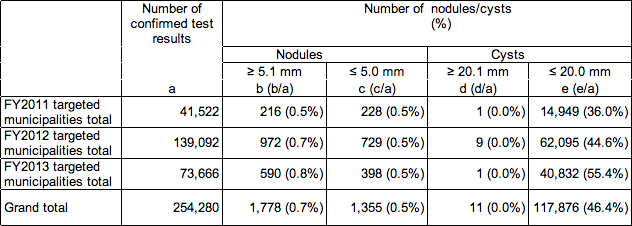 Number of confirmed test results
Number of nodules/cysts
(%)
Nodules
Cysts
a
≥ 5.1 mm
b (b/a)
≤ 5.0 mm
c (c/a)
≥ 20.1 mm
d (d/a)
≤ 20.0 mm
e (e/a)
FY2011 targeted
municipalities total
41,522
216 (0.5%)
228 (0.5%)
1 (0.0%)
14,949 (36.0%)
FY2012 targeted
municipalities total
139,092
972 (0.7%)
729 (0.5%)
9 (0.0%)
62,095 (44.6%)
FY2013 targeted
municipalities total
73,666
590 (0.8%)
398 (0.5%)
1 (0.0%)
40,832 (55.4%)
Grand total
254,280
1,778 (0.7%)
1,355 (0.5%)
11 (0.0%)
117,876 (46.4%)